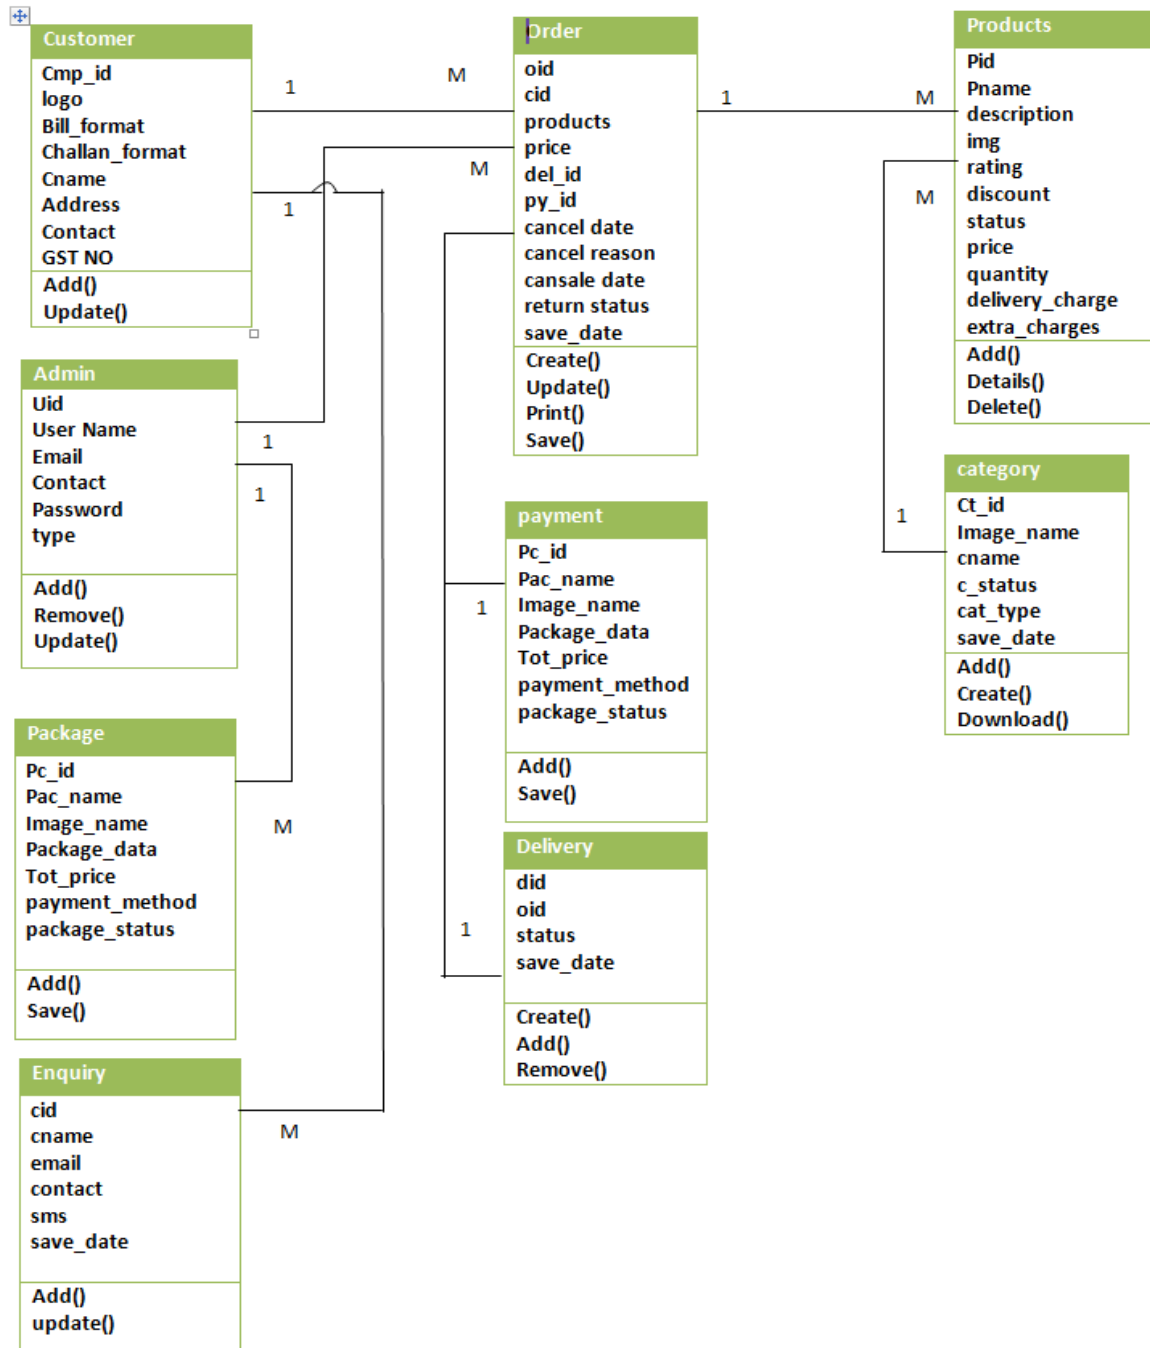 Customer
Cmp_id
logo
Bill_format
Challan_format
Cname
Address
Contact
GST NO
Add()
Update()
1
M
1
Order
oid
cid
products
price
del_id
py_id
cancel date
cancel reason
cansale date
return status
save_date
Create()
Update()
Print()
Save()
M
1
M
Products
Pid
Pname
description
img
rating
discount
status
price
quantity
delivery_charge
extra_charges
Add()
Details()
Delete()
M
1
Admin
Uid
User Name
Email
Contact
Password
type
Add()
Remove()
Update()
1
1
payment
Pc_id
Pac_name
Image_name
Package_data
Tot_price
payment_method
package_status
Add()
Save()
1
category
Ct_id
Image_name
cname
c_status
cat_type
save_date
Add()
Create()
Download()
Package
Pc_id
Pac_name
Image_name
Package_data
Tot_price
payment_method
package_status
Add()
Save()
M
Delivery
did
oid
status
save_date
Create()
Add()
Remove()
1
Enquiry
cid
cname
email
contact
sms
save_date
Add()
update()
M